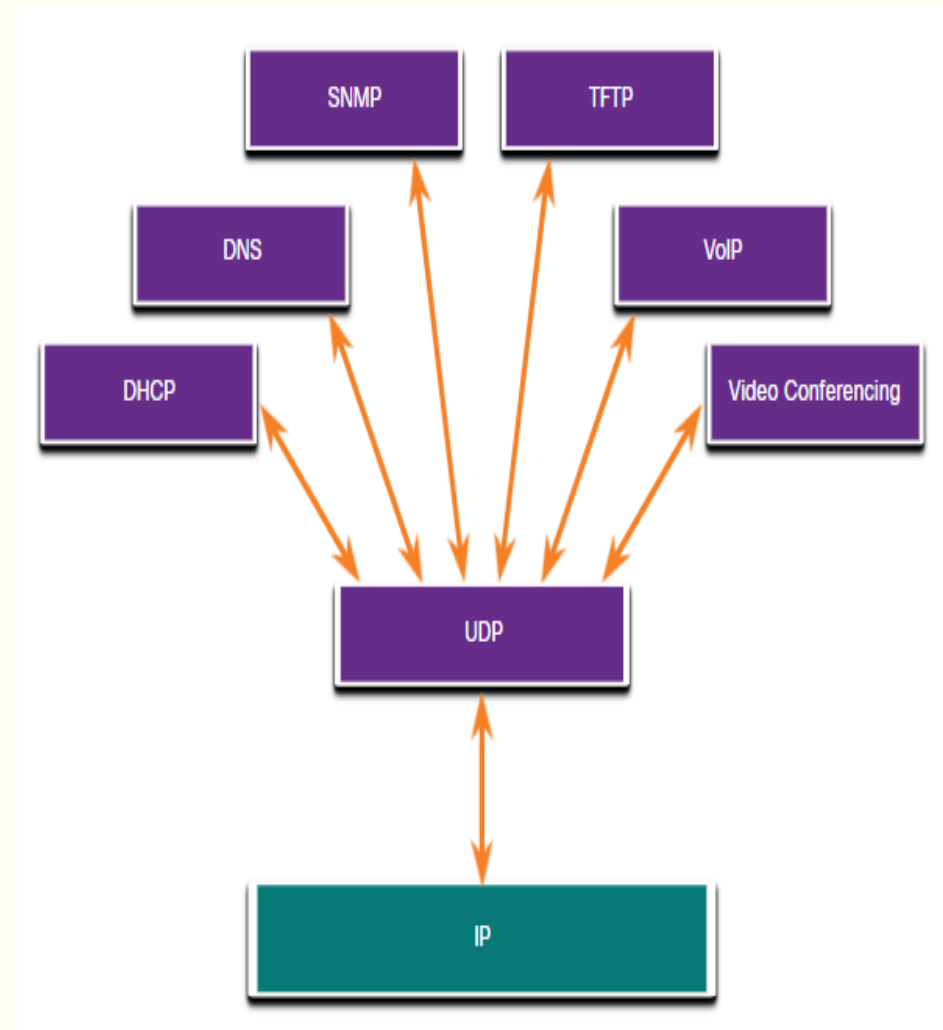 SNMP
TFTP
DNS
VoIP
DHCP
Video Conferencing
UDP
IP